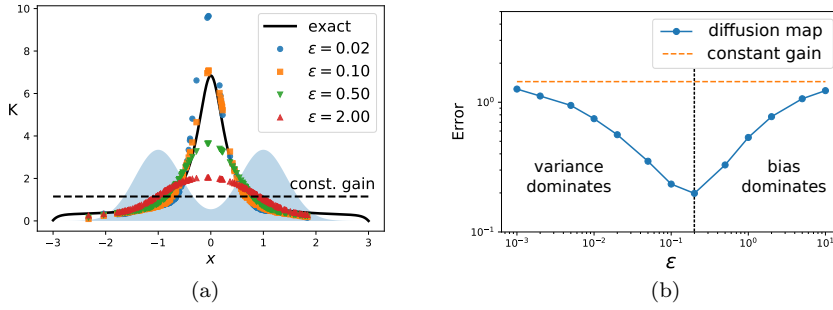 10
8
6
4
2
0
K
−3
−2
−1
0
1
2
3
x
exact
ε = 0.02
ε = 0.10
ε = 0.50
ε = 2.00
const. gain
(a)
Error
10⁰
10⁻¹
10⁻³
10⁻²
10⁻¹
10⁰
10¹
ε
diffusion map
constant gain
variance
dominates
bias
dominates
(b)